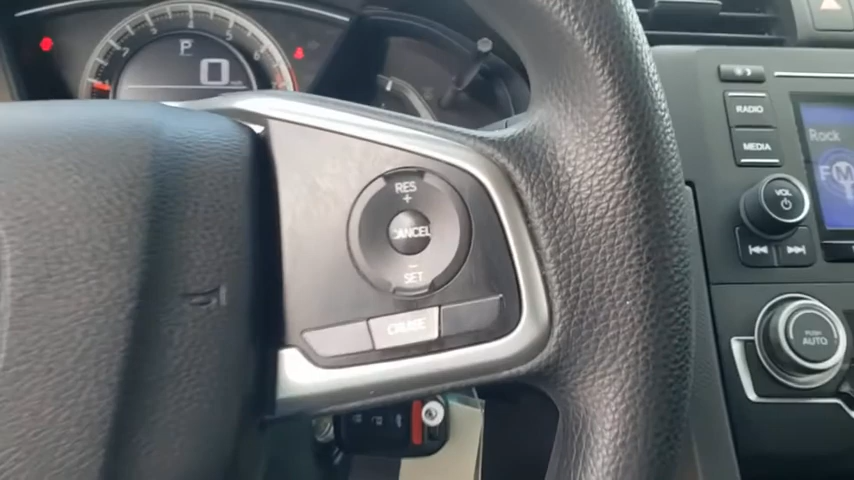 P
0
RES
+
CANCEL
−
SET
CRUISE
RADIO
MEDIA
VOL
Rock
FM
PUSH
AUTO